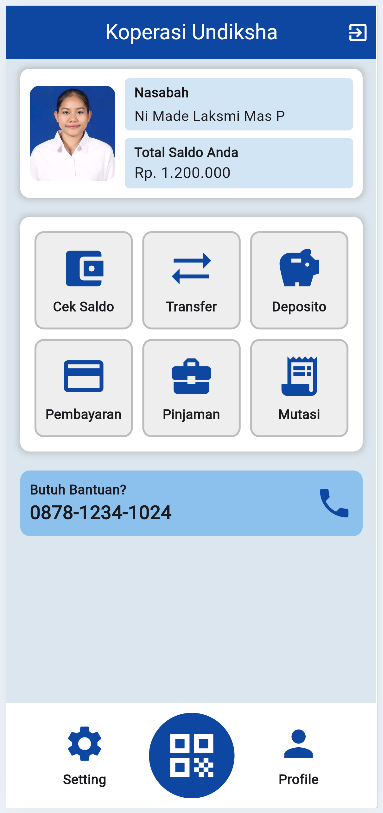 Koperasi Undiksha
Nasabah
Ni Made Laksmi Mas P
Total Saldo Anda
Rp. 1.200.000
Cek Saldo
Transfer
Deposito
Pembayaran
Pinjaman
Mutasi
Butuh Bantuan?
0878-1234-1024
Setting
Profile